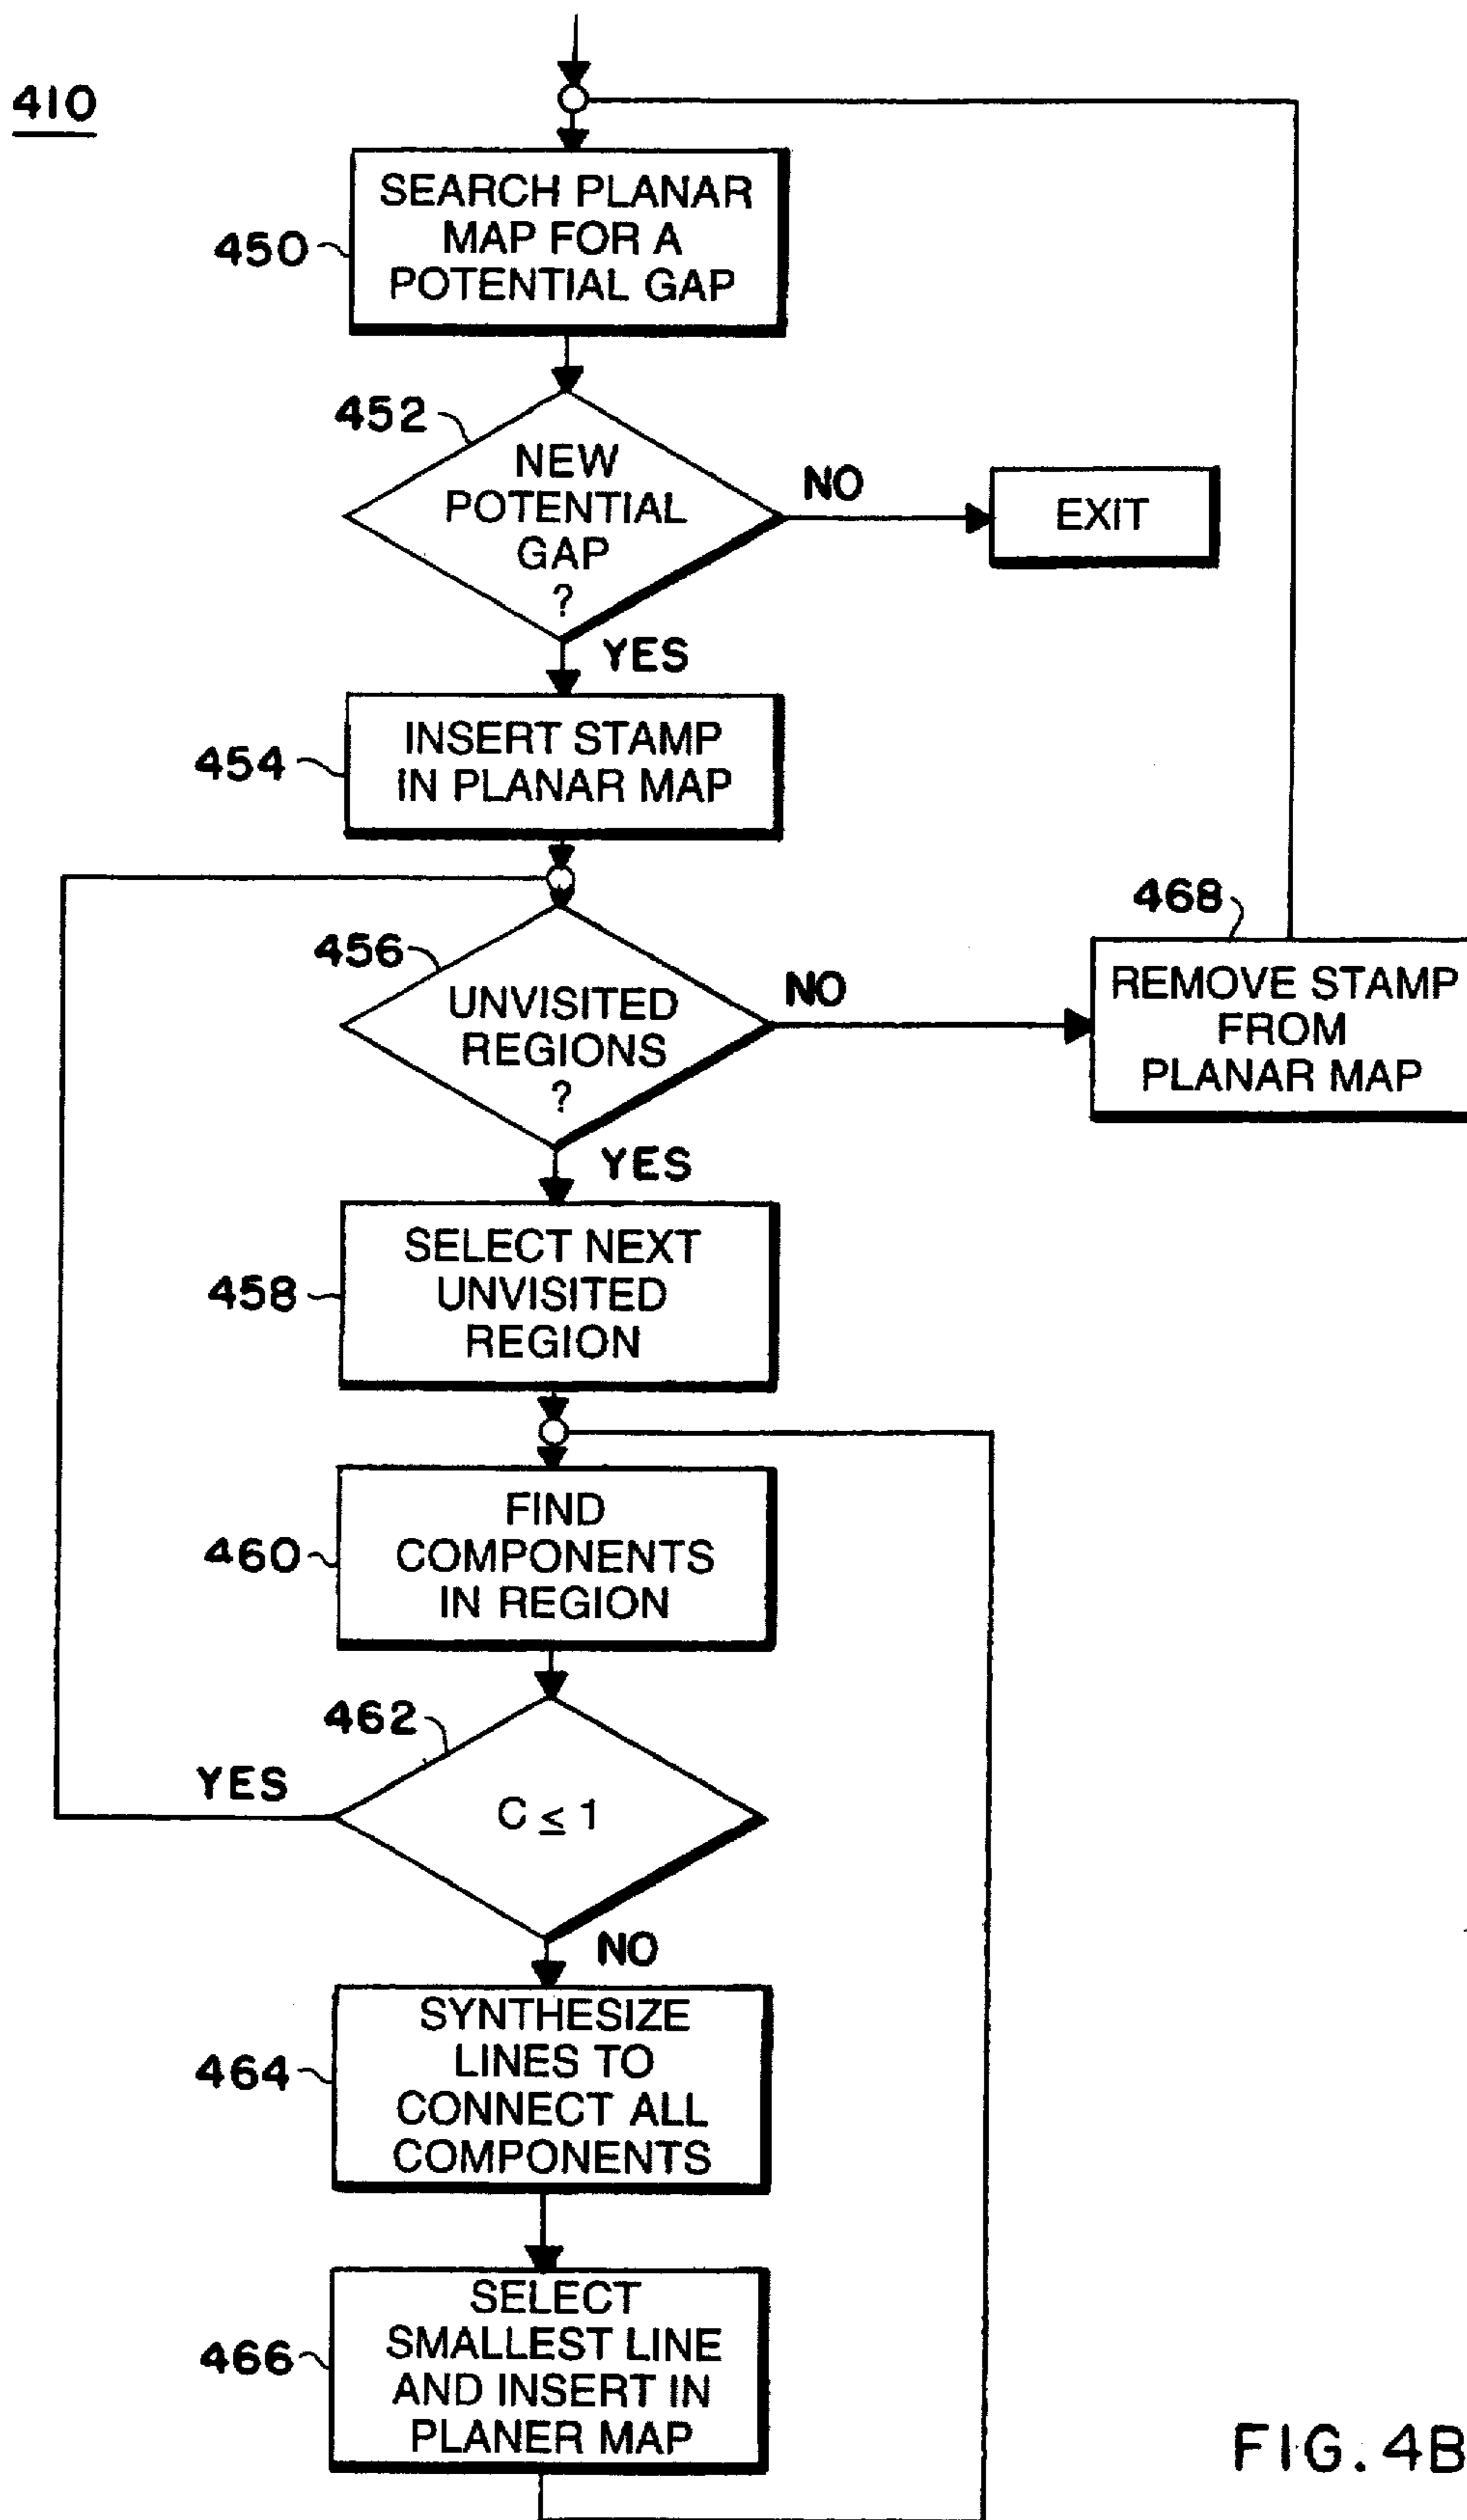 410
SEARCH PLANAR
MAP FOR A
POTENTIAL GAP
450
452
NEW
POTENTIAL
GAP
?
NO
EXIT
YES
INSERT STAMP
IN PLANAR MAP
454
456
UNVISITED
REGIONS
?
NO
468
REMOVE STAMP
FROM
PLANAR MAP
YES
SELECT NEXT
UNVISITED
REGION
458
FIND
COMPONENTS
IN REGION
460
462
YES
C ≤ 1
NO
SYNTHESIZE
LINES TO
CONNECT ALL
COMPONENTS
464
SELECT
SMALLEST LINE
AND INSERT IN
PLANER MAP
466
FIG. 4B